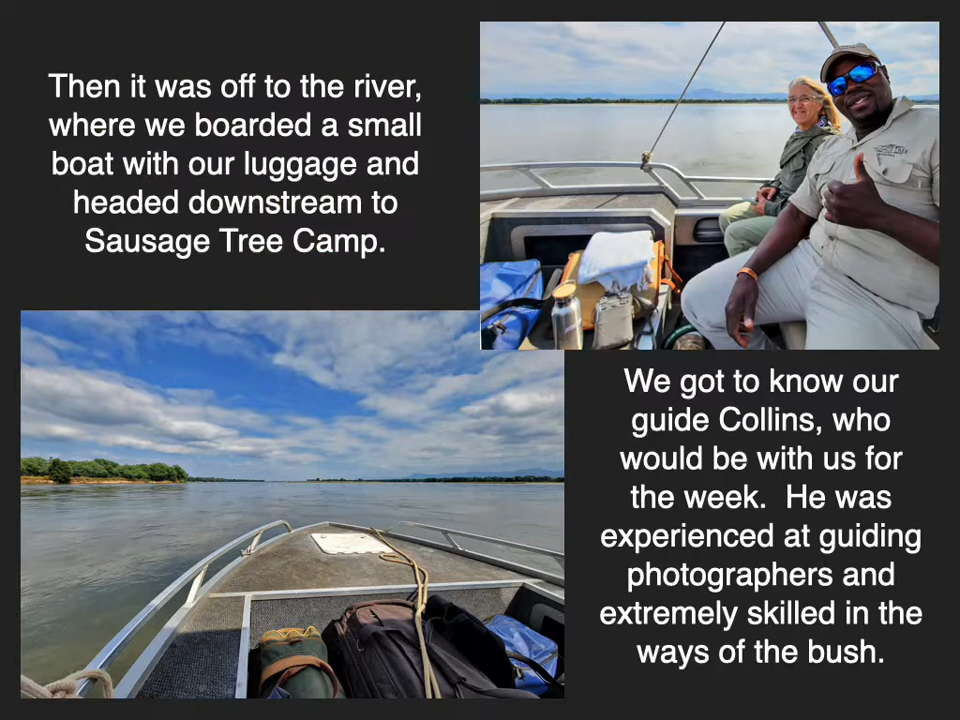 Then it was off to the river,
where we boarded a small
boat with our luggage and
headed downstream to
Sausage Tree Camp.
We got to know our
guide Collins, who
would be with us for
the week.  He was
experienced at guiding
photographers and
extremely skilled in the
ways of the bush.